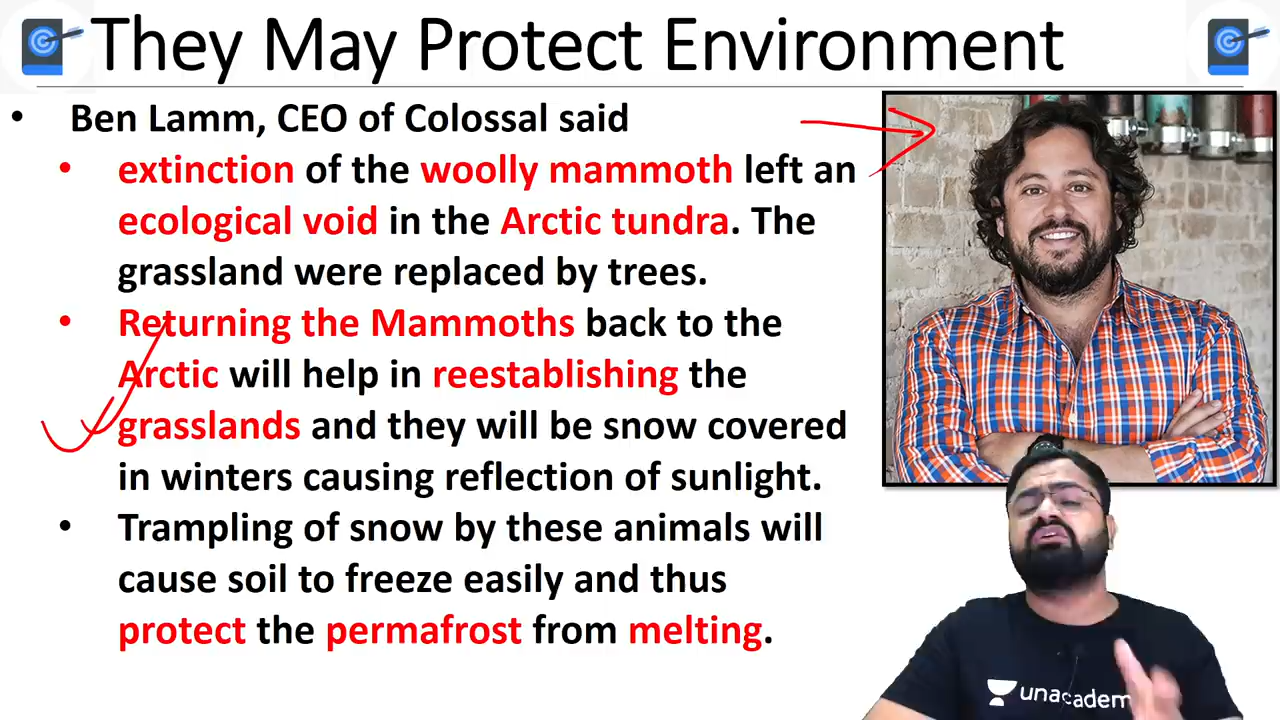 They May Protect Environment
• Ben Lamm, CEO of Colossal said
• extinction of the woolly mammoth left an
ecological void in the Arctic tundra. The
grassland were replaced by trees.
• Returning the Mammoths back to the
Arctic will help in reestablishing the
grasslands and they will be snow covered
in winters causing reflection of sunlight.
• Trampling of snow by these animals will
cause soil to freeze easily and thus
protect the permafrost from melting.
unacadem